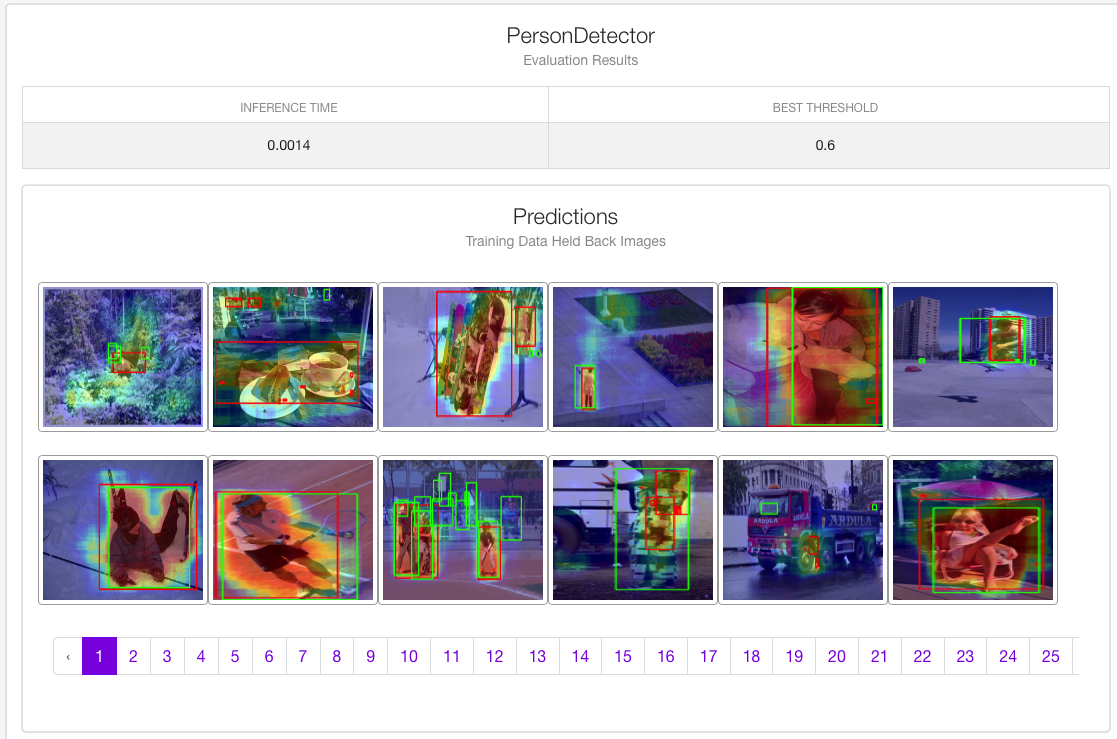 PersonDetector
Evaluation Results
INFERENCE TIME BEST THRESHOLD
0.0014 0.6
Predictions
Training Data Held Back Images
ARDULA ARDULA
‹ 1 2 3 4 5 6 7 8 9 10 11 12 13 14 15 16 17 18 19 20 21 22 23 24 25